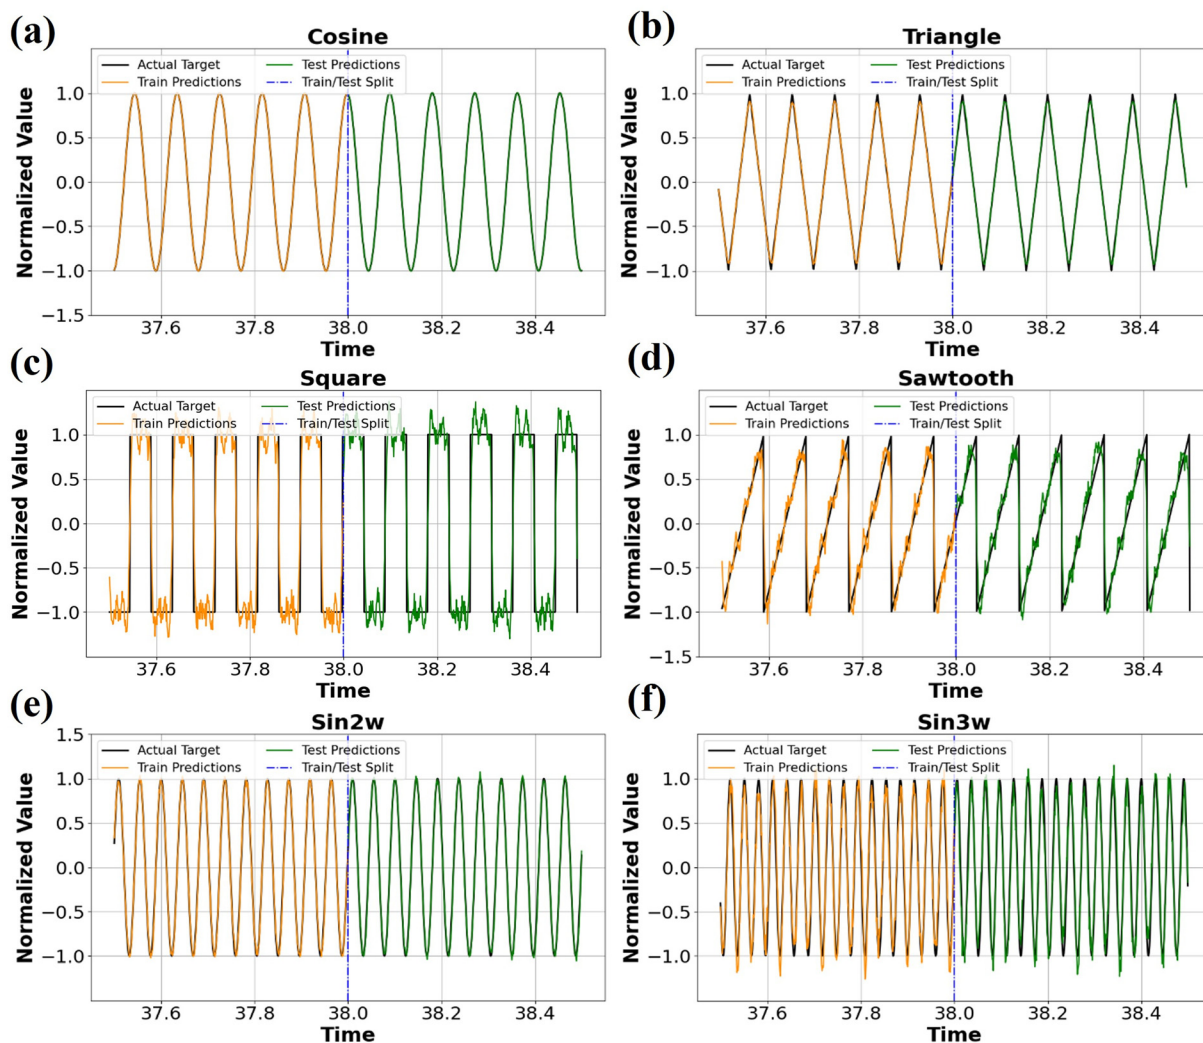 (a)
Cosine
Actual Target
Test Predictions
Train Predictions
Train/Test Split
Normalized Value
1.0
0.5
0.0
−0.5
−1.0
−1.5
37.6
37.8
38.0
38.2
38.4
Time
(b)
Triangle
Actual Target
Test Predictions
Train Predictions
Train/Test Split
Normalized Value
1.0
0.5
0.0
−0.5
−1.0
−1.5
37.6
37.8
38.0
38.2
38.4
Time
(c)
Square
Actual Target
Test Predictions
Train Predictions
Train/Test Split
Normalized Value
1.0
0.5
0.0
−0.5
−1.0
37.6
37.8
38.0
38.2
38.4
Time
(d)
Sawtooth
Actual Target
Test Predictions
Train Predictions
Train/Test Split
Normalized Value
1.0
0.5
0.0
−0.5
−1.0
−1.5
37.6
37.8
38.0
38.2
38.4
Time
(e)
Sin2w
Actual Target
Test Predictions
Train Predictions
Train/Test Split
Normalized Value
1.5
1.0
0.5
0.0
−0.5
−1.0
37.6
37.8
38.0
38.2
38.4
Time
(f)
Sin3w
Actual Target
Test Predictions
Train Predictions
Train/Test Split
Normalized Value
1.0
0.5
0.0
−0.5
−1.0
37.6
37.8
38.0
38.2
38.4
Time